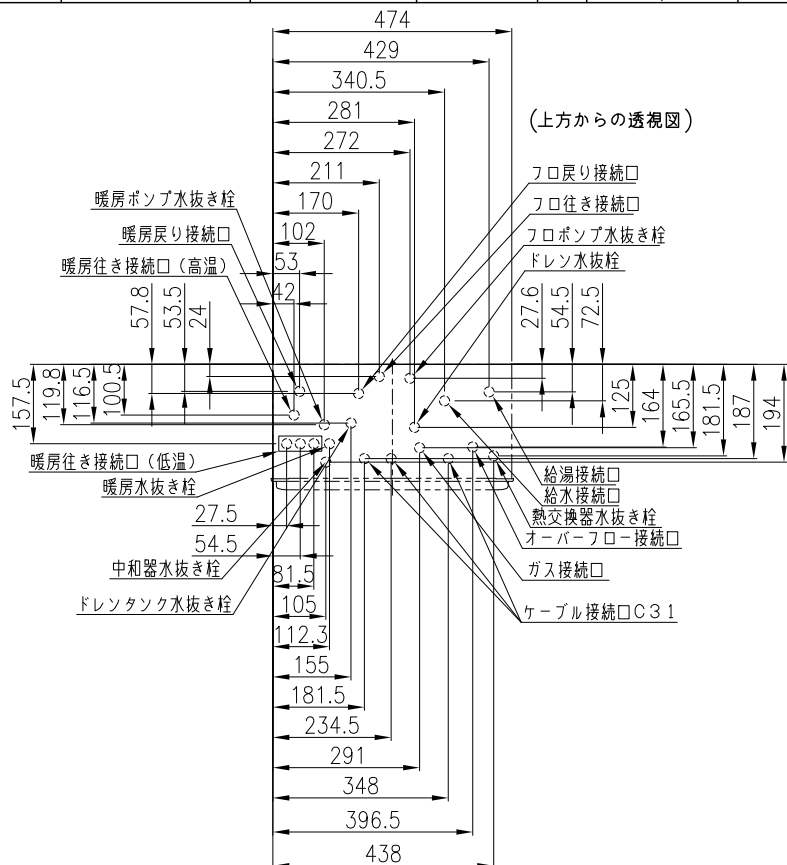 474
429
340.5
281
(上方からの透視図)
272
211
フロ戻り接続口
暖房ポンプ水抜き栓
170
フロ往き接続口
暖房戻り接続口
102
フロポンプ水抜き栓
暖房往き接続口(高温)
53
ドレン水抜栓
42
57.8
53.5
24
27.6
54.5
72.5
157.5
119.8
116.5
100.5
125
164
165.5
181.5
187
194
暖房往き接続口(低温)
給湯接続口
暖房水抜き栓
給水接続口
27.5
熱交換器水抜き栓
54.5
オーバーフロー接続口
中和器水抜き栓
81.5
ガス接続口
ドレンタンク水抜き栓
105
ケーブル接続口C31
112.3
155
181.5
234.5
291
348
396.5
438